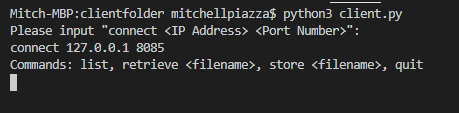 Mitch-MBP:clientfolder mitchellpiazza$ python3 client.py
Please input "connect <IP Address> <Port Number>":
connect 127.0.0.1 8085
Commands: list, retrieve <filename>, store <filename>, quit